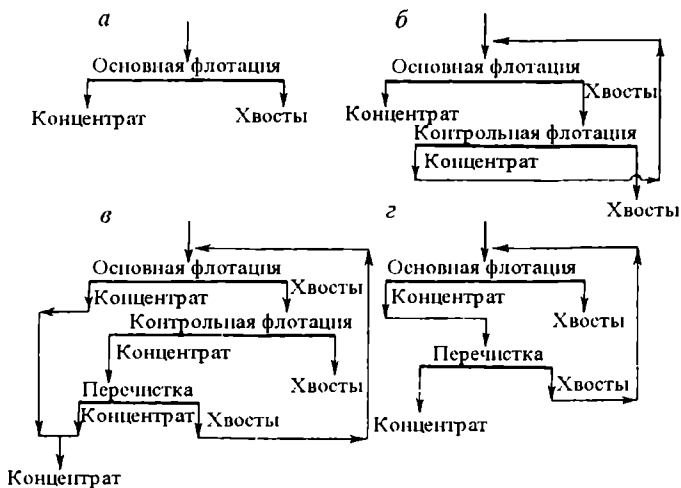 а
Основная флотация
Концентрат
Хвосты
б
Основная флотация
Хвосты
Концентрат
Контрольная флотация
Концентрат
Хвосты
в
Основная флотация
Хвосты
Концентрат
Контрольная флотация
Концентрат
Хвосты
Перечистка
Концентрат
Хвосты
Концентрат
г
Основная флотация
Концентрат
Хвосты
Перечистка
Хвосты
Концентрат